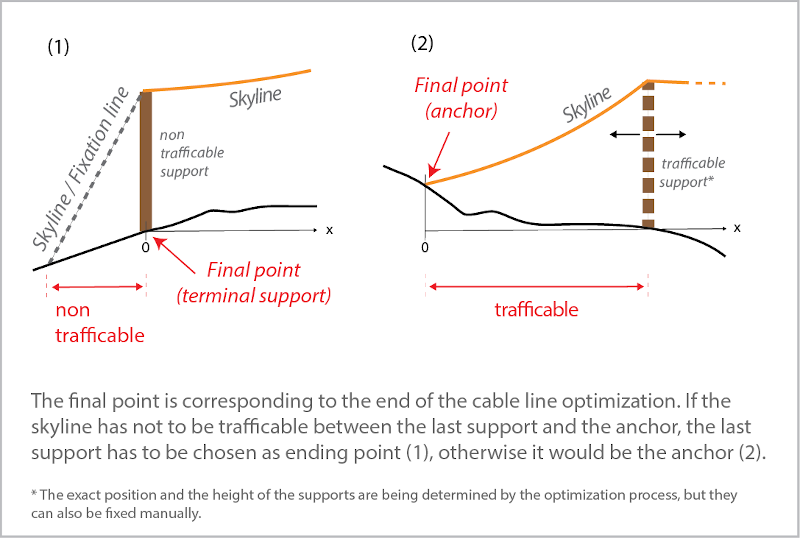 (1)
Skyline / Fixation line
Skyline
non
trafficable
support
x
0
Final point
(terminal support)
non
trafficable
(2)
Final point
(anchor)
Skyline
trafficable
support*
x
0
trafficable
The final point is corresponding to the end of the cable line optimization. If the
skyline has not to be trafficable between the last support and the anchor, the last
support has to be chosen as ending point (1), otherwise it would be the anchor (2).
* The exact position and the height of the supports are being determined by the optimization process, but they
can also be fixed manually.